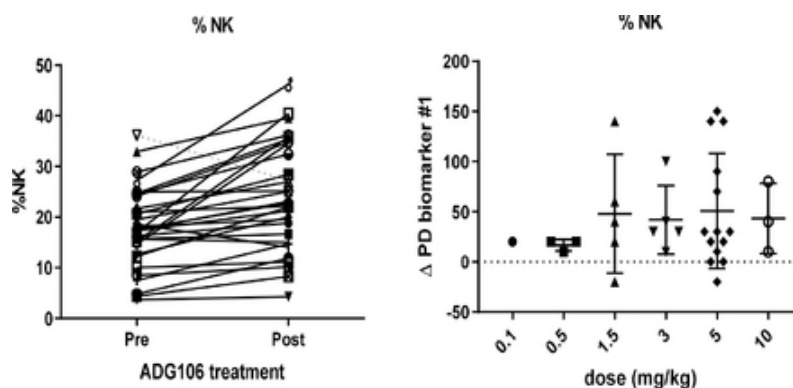 % NK
50
40
30
20
10
0
%NK
Pre Post
ADG106 treatment
% NK
200
150
100
50
0
-50
Δ PD biomarker #1
0.1 0.5 1.5 3 5 10
dose (mg/kg)